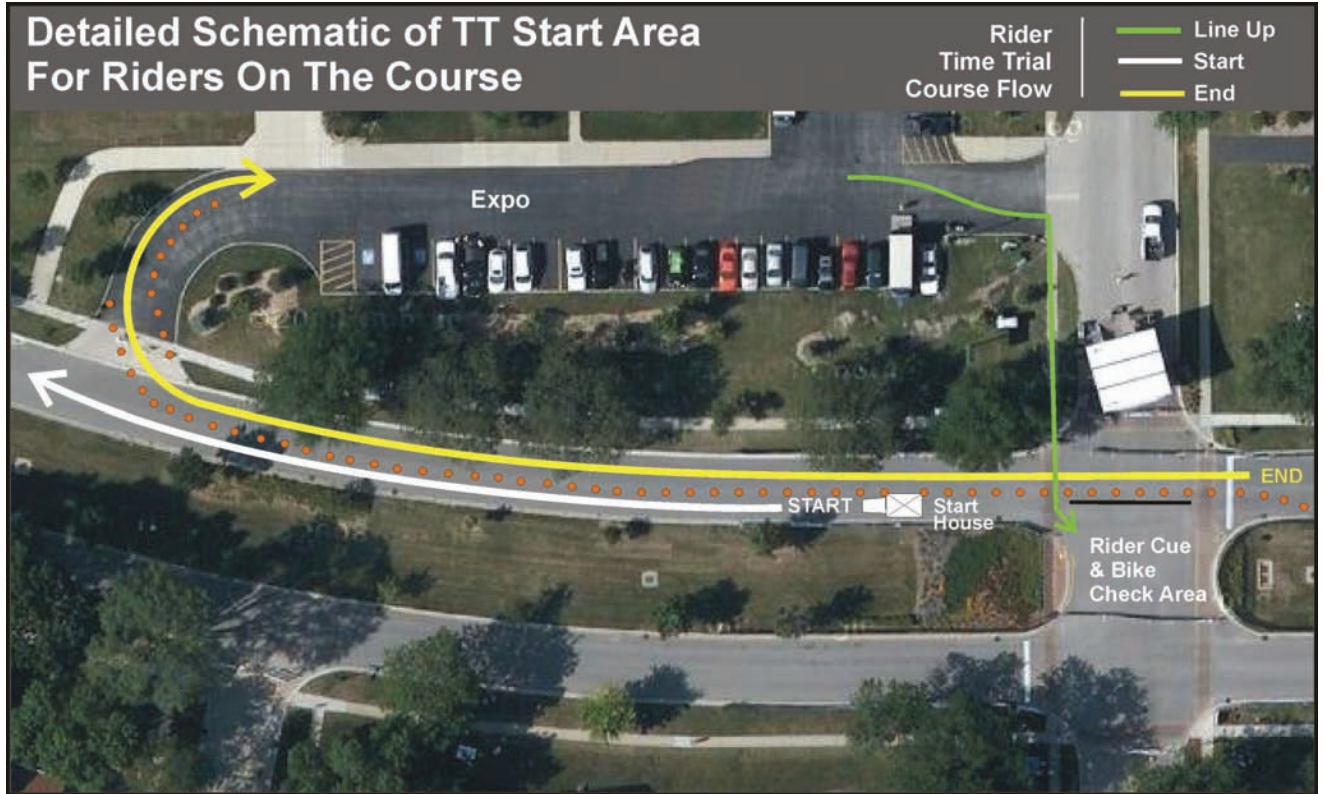 Detailed Schematic of TT Start Area
For Riders On The Course
Rider
Time Trial
Course Flow
Line Up
Start
End
Expo
END
START
Start
House
Rider Cue
& Bike
Check Area